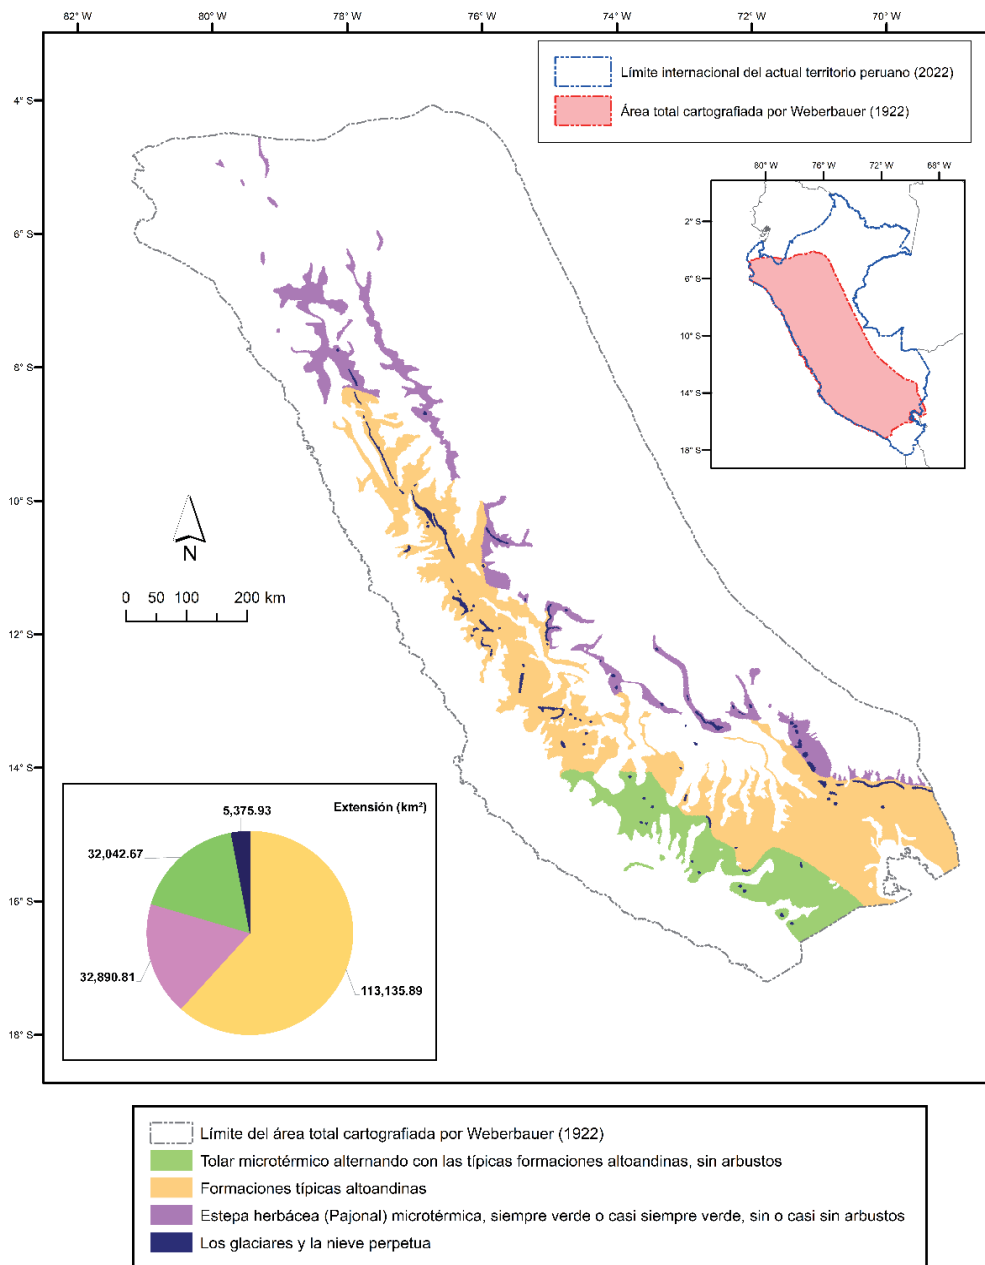 82° W
80° W
78° W
76° W
74° W
72° W
70° W
Límite internacional del actual territorio peruano (2022)
Área total cartografiada por Weberbauer (1922)
4° S
6° S
8° S
10° S
12° S
14° S
16° S
18° S
80° W
76° W
72° W
68° W
2° S
6° S
10° S
14° S
18° S
N
0 50 100 200 km
Extensión (km²)
5,375.93
32,042.67
32,890.81
113,135.89
Límite del área total cartografiada por Weberbauer (1922)
Tolar microtérmico alternando con las típicas formaciones altoandinas, sin arbustos
Formaciones típicas altoandinas
Estepa herbácea (Pajonal) microtérmica, siempre verde o casi siempre verde, sin o casi sin arbustos
Los glaciares y la nieve perpetua